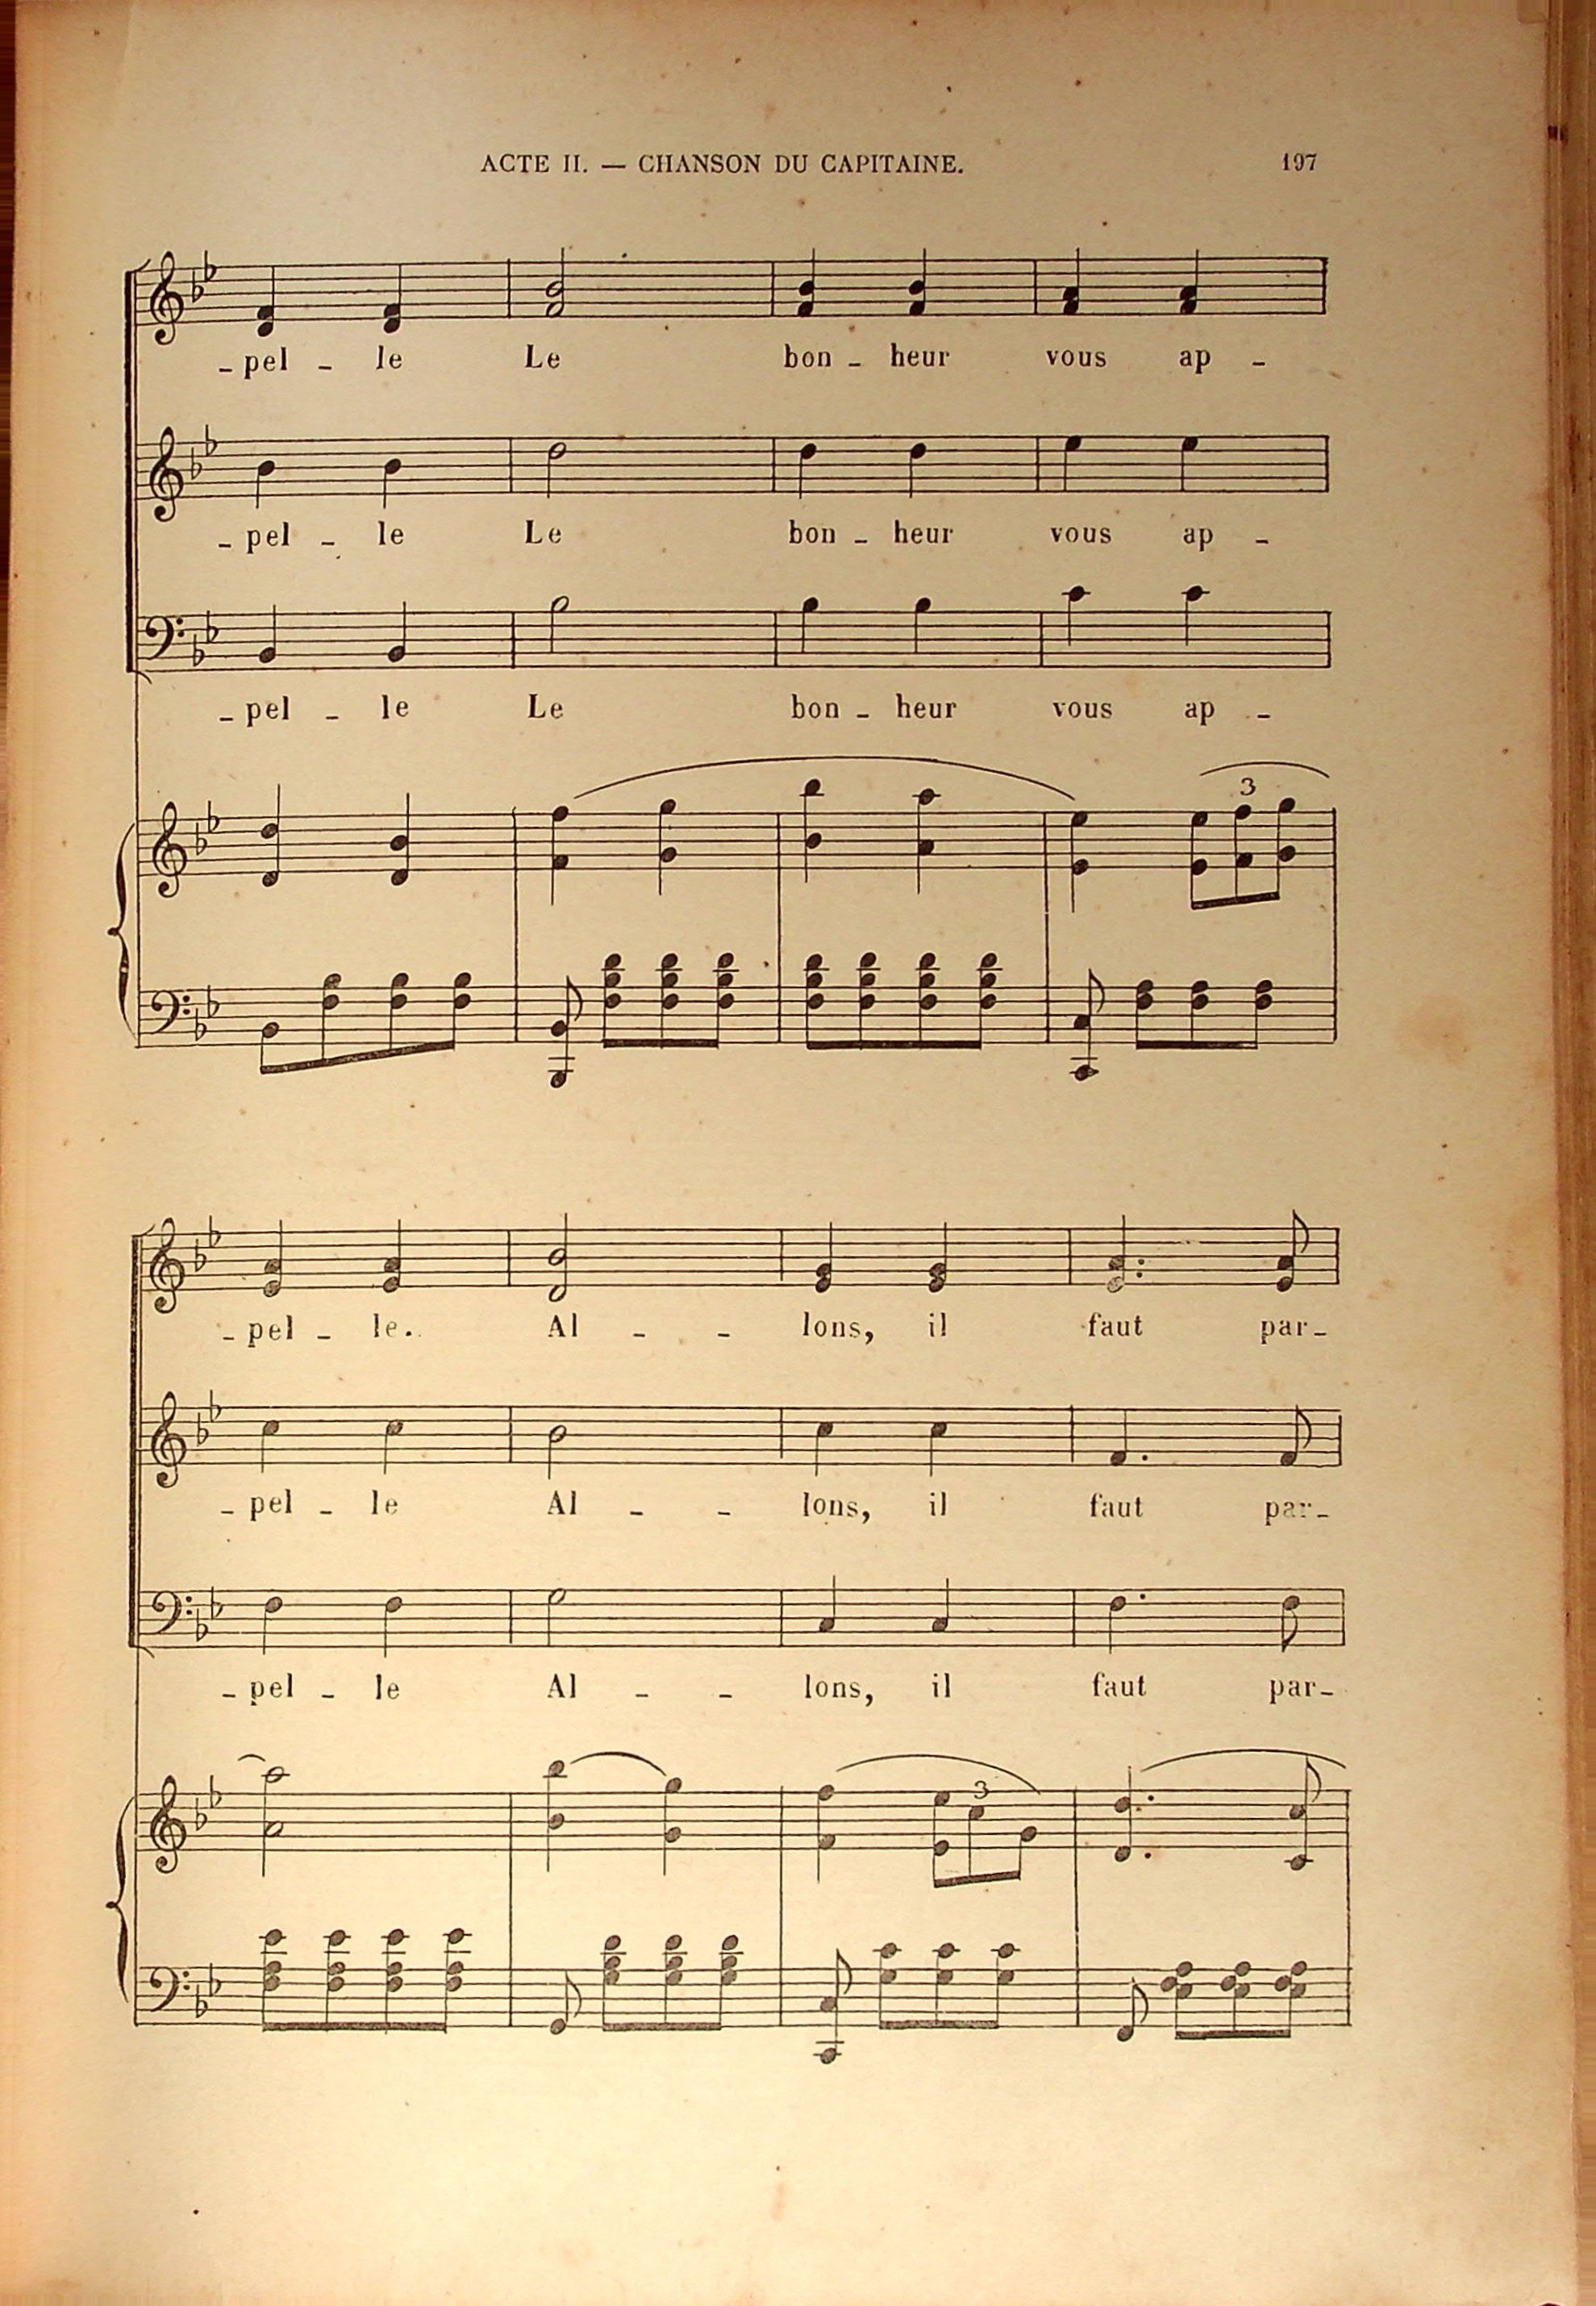 ACTE II. — CHANSON DU CAPITAINE. 197
- pel - le Le bon - heur vous ap -
- pel - le Le bon - heur vous ap -
- pel - le Le bon - heur vous ap -
3
- pel - le. Al - - lons, il faut par-
- pel - le Al - - lons, il faut par-
- pel - le Al - - lons, il faut par-
3